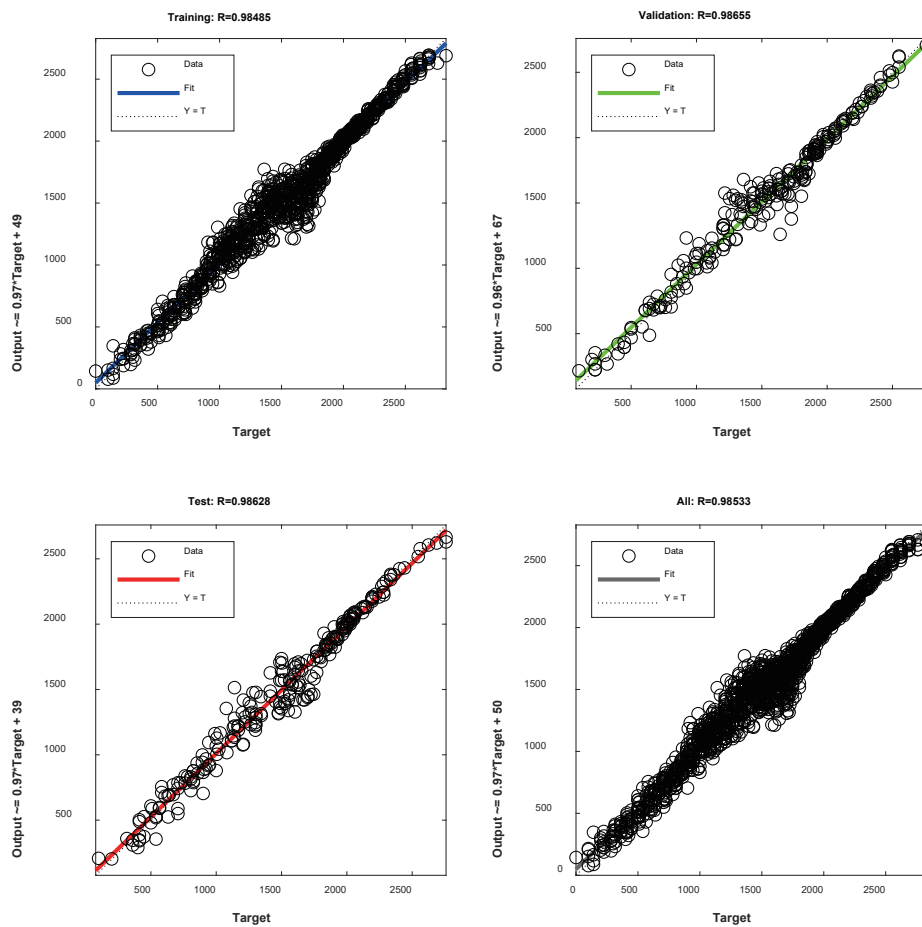 Training: R=0.98485
Data
Fit
Y = T
2500
2000
1500
1000
500
0
Output ~= 0.97*Target + 49
0 500 1000 1500 2000 2500
Target
Validation: R=0.98655
Data
Fit
Y = T
2500
2000
1500
1000
500
Output ~= 0.96*Target + 67
500 1000 1500 2000 2500
Target
Test: R=0.98628
Data
Fit
Y = T
2500
2000
1500
1000
500
Output ~= 0.97*Target + 39
500 1000 1500 2000 2500
Target
All: R=0.98533
Data
Fit
Y = T
2500
2000
1500
1000
500
0
Output ~= 0.97*Target + 50
0 500 1000 1500 2000 2500
Target